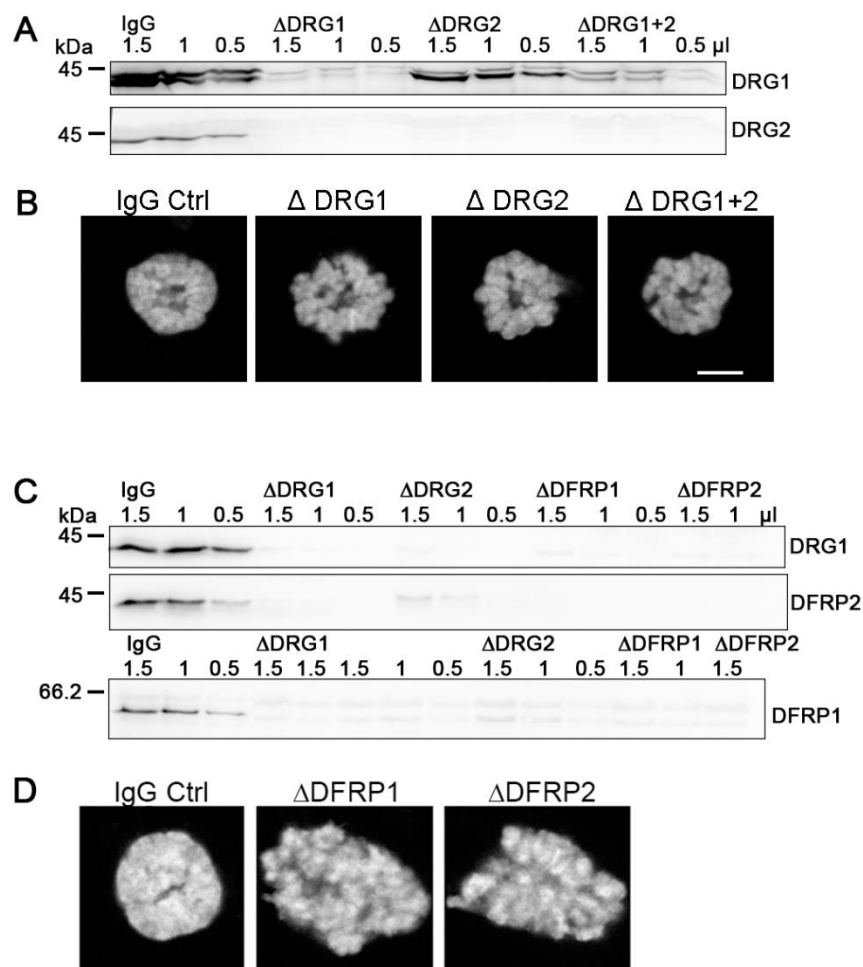 A
IgG ΔDRG1 ΔDRG2 ΔDRG1+2
kDa 1.5 1 0.5 1.5 1 0.5 1.5 1 0.5 1.5 1 0.5 μl
45 DRG1
45 DRG2
B
IgG Ctrl Δ DRG1 Δ DRG2 Δ DRG1+2
C
IgG ΔDRG1 ΔDRG2 ΔDFRP1 ΔDFRP2
kDa 1.5 1 0.5 1.5 1 0.5 1.5 1 0.5 1.5 1 0.5 1.5 1 μl
45 DRG1
45 DFRP2
IgG ΔDRG1 ΔDRG2 ΔDFRP1 ΔDFRP2
1.5 1 0.5 1.5 1.5 1.5 1 0.5 1.5 1 0.5 1.5 1 1.5
66.2 DFRP1
D
IgG Ctrl ΔDFRP1 ΔDFRP2